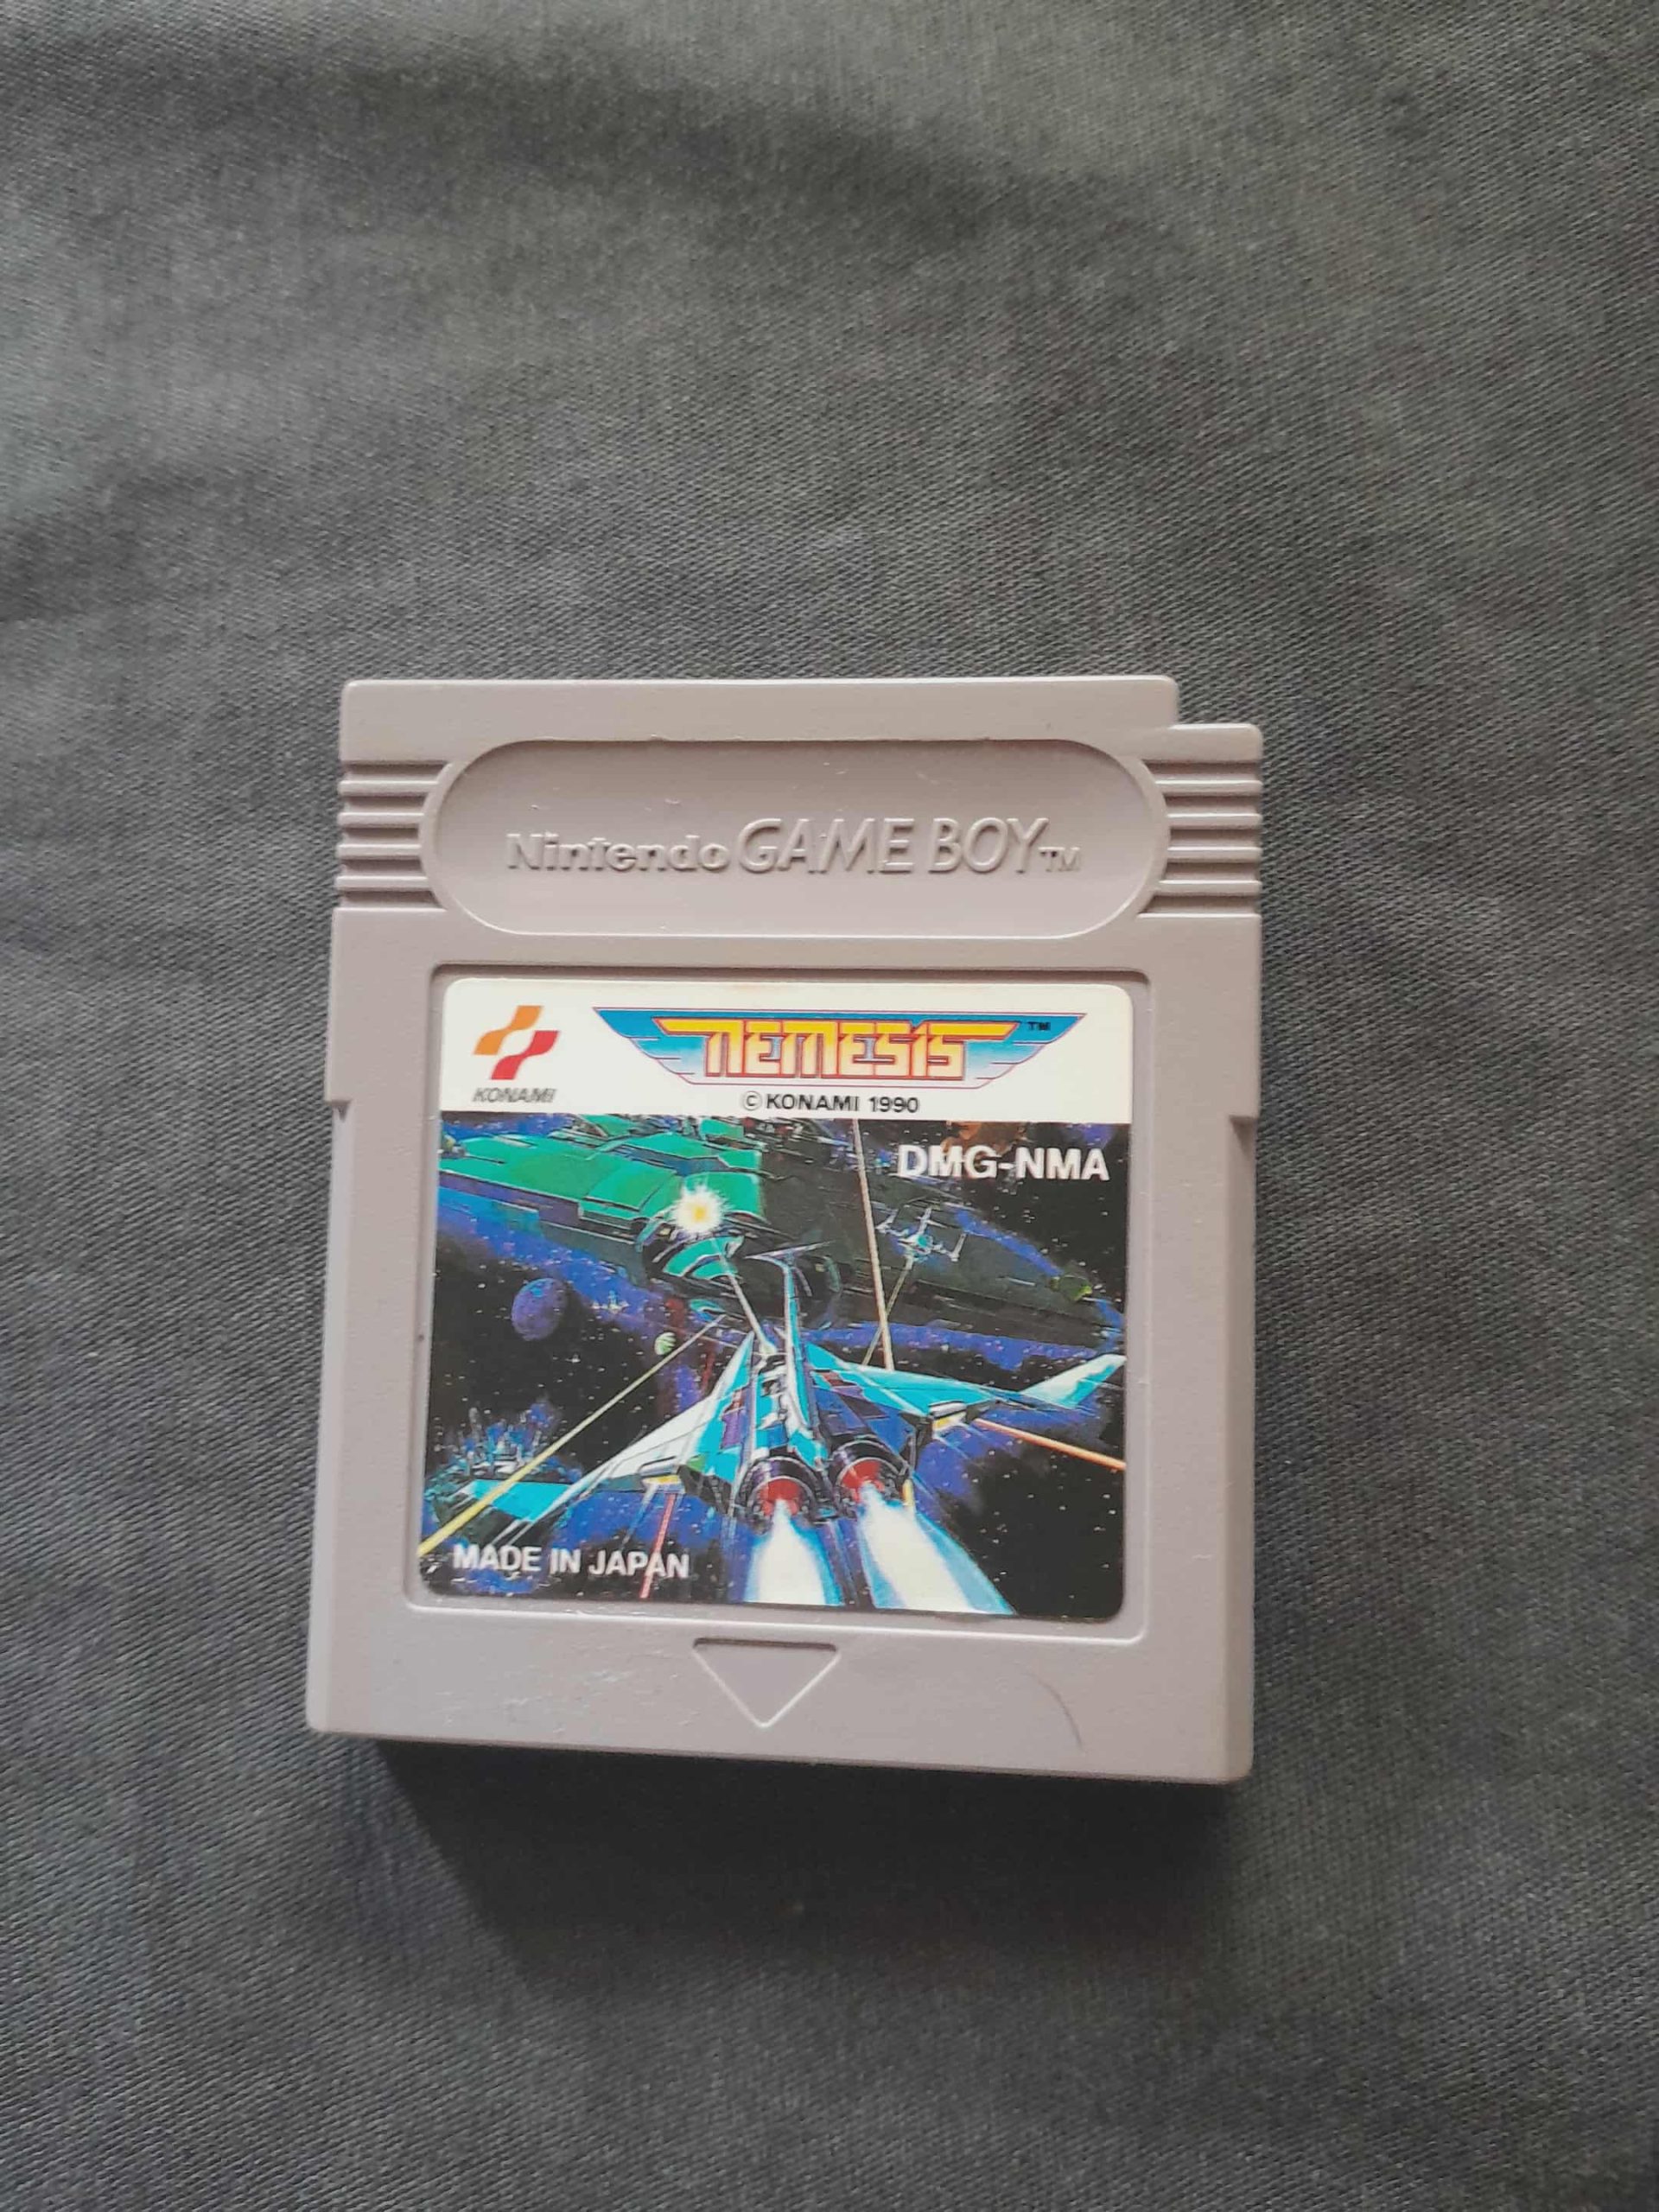 Nintendo GAME BOY™
NEMESIS™
KONAMI
© KONAMI 1990
DMG-NMA
MADE IN JAPAN